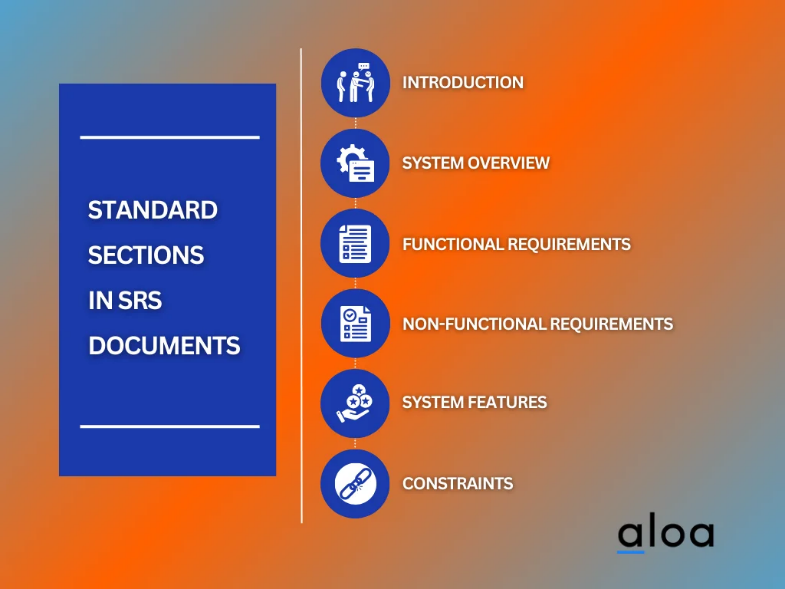 STANDARD
SECTIONS
IN SRS
DOCUMENTS
INTRODUCTION
SYSTEM OVERVIEW
FUNCTIONAL REQUIREMENTS
NON-FUNCTIONAL REQUIREMENTS
SYSTEM FEATURES
CONSTRAINTS
aloa